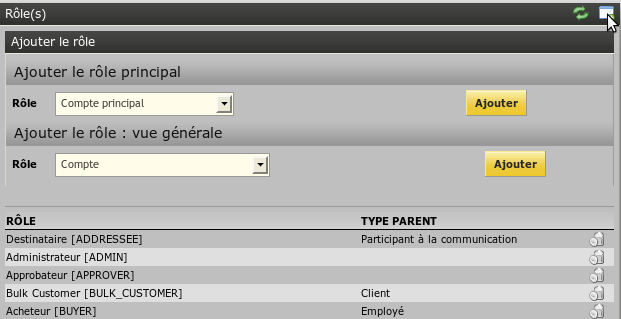 Rôle(s)
Ajouter le rôle
Ajouter le rôle principal
Rôle Compte principal Ajouter
Ajouter le rôle : vue générale
Rôle Compte Ajouter
RÔLE TYPE PARENT
Destinataire [ADDRESSEE] Participant à la communication
Administrateur [ADMIN]
Approbateur [APPROVER]
Bulk Customer [BULK_CUSTOMER] Client
Acheteur [BUYER] Employé